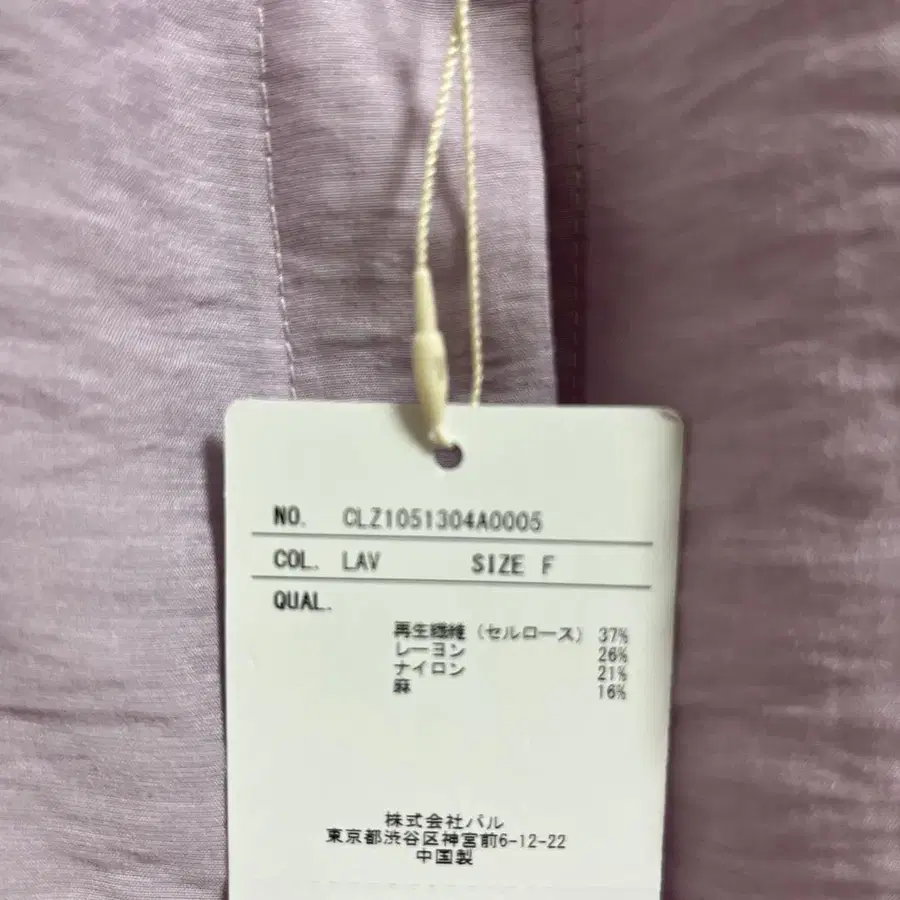 NO. CLZ1051304A0005
COL. LAV SIZE F
QUAL.
再生繊維 (セルロース) 37%
レーヨン 26%
ナイロン 21%
麻 16%
株式会社パル
東京都渋谷区神宮前6-12-22
中国製